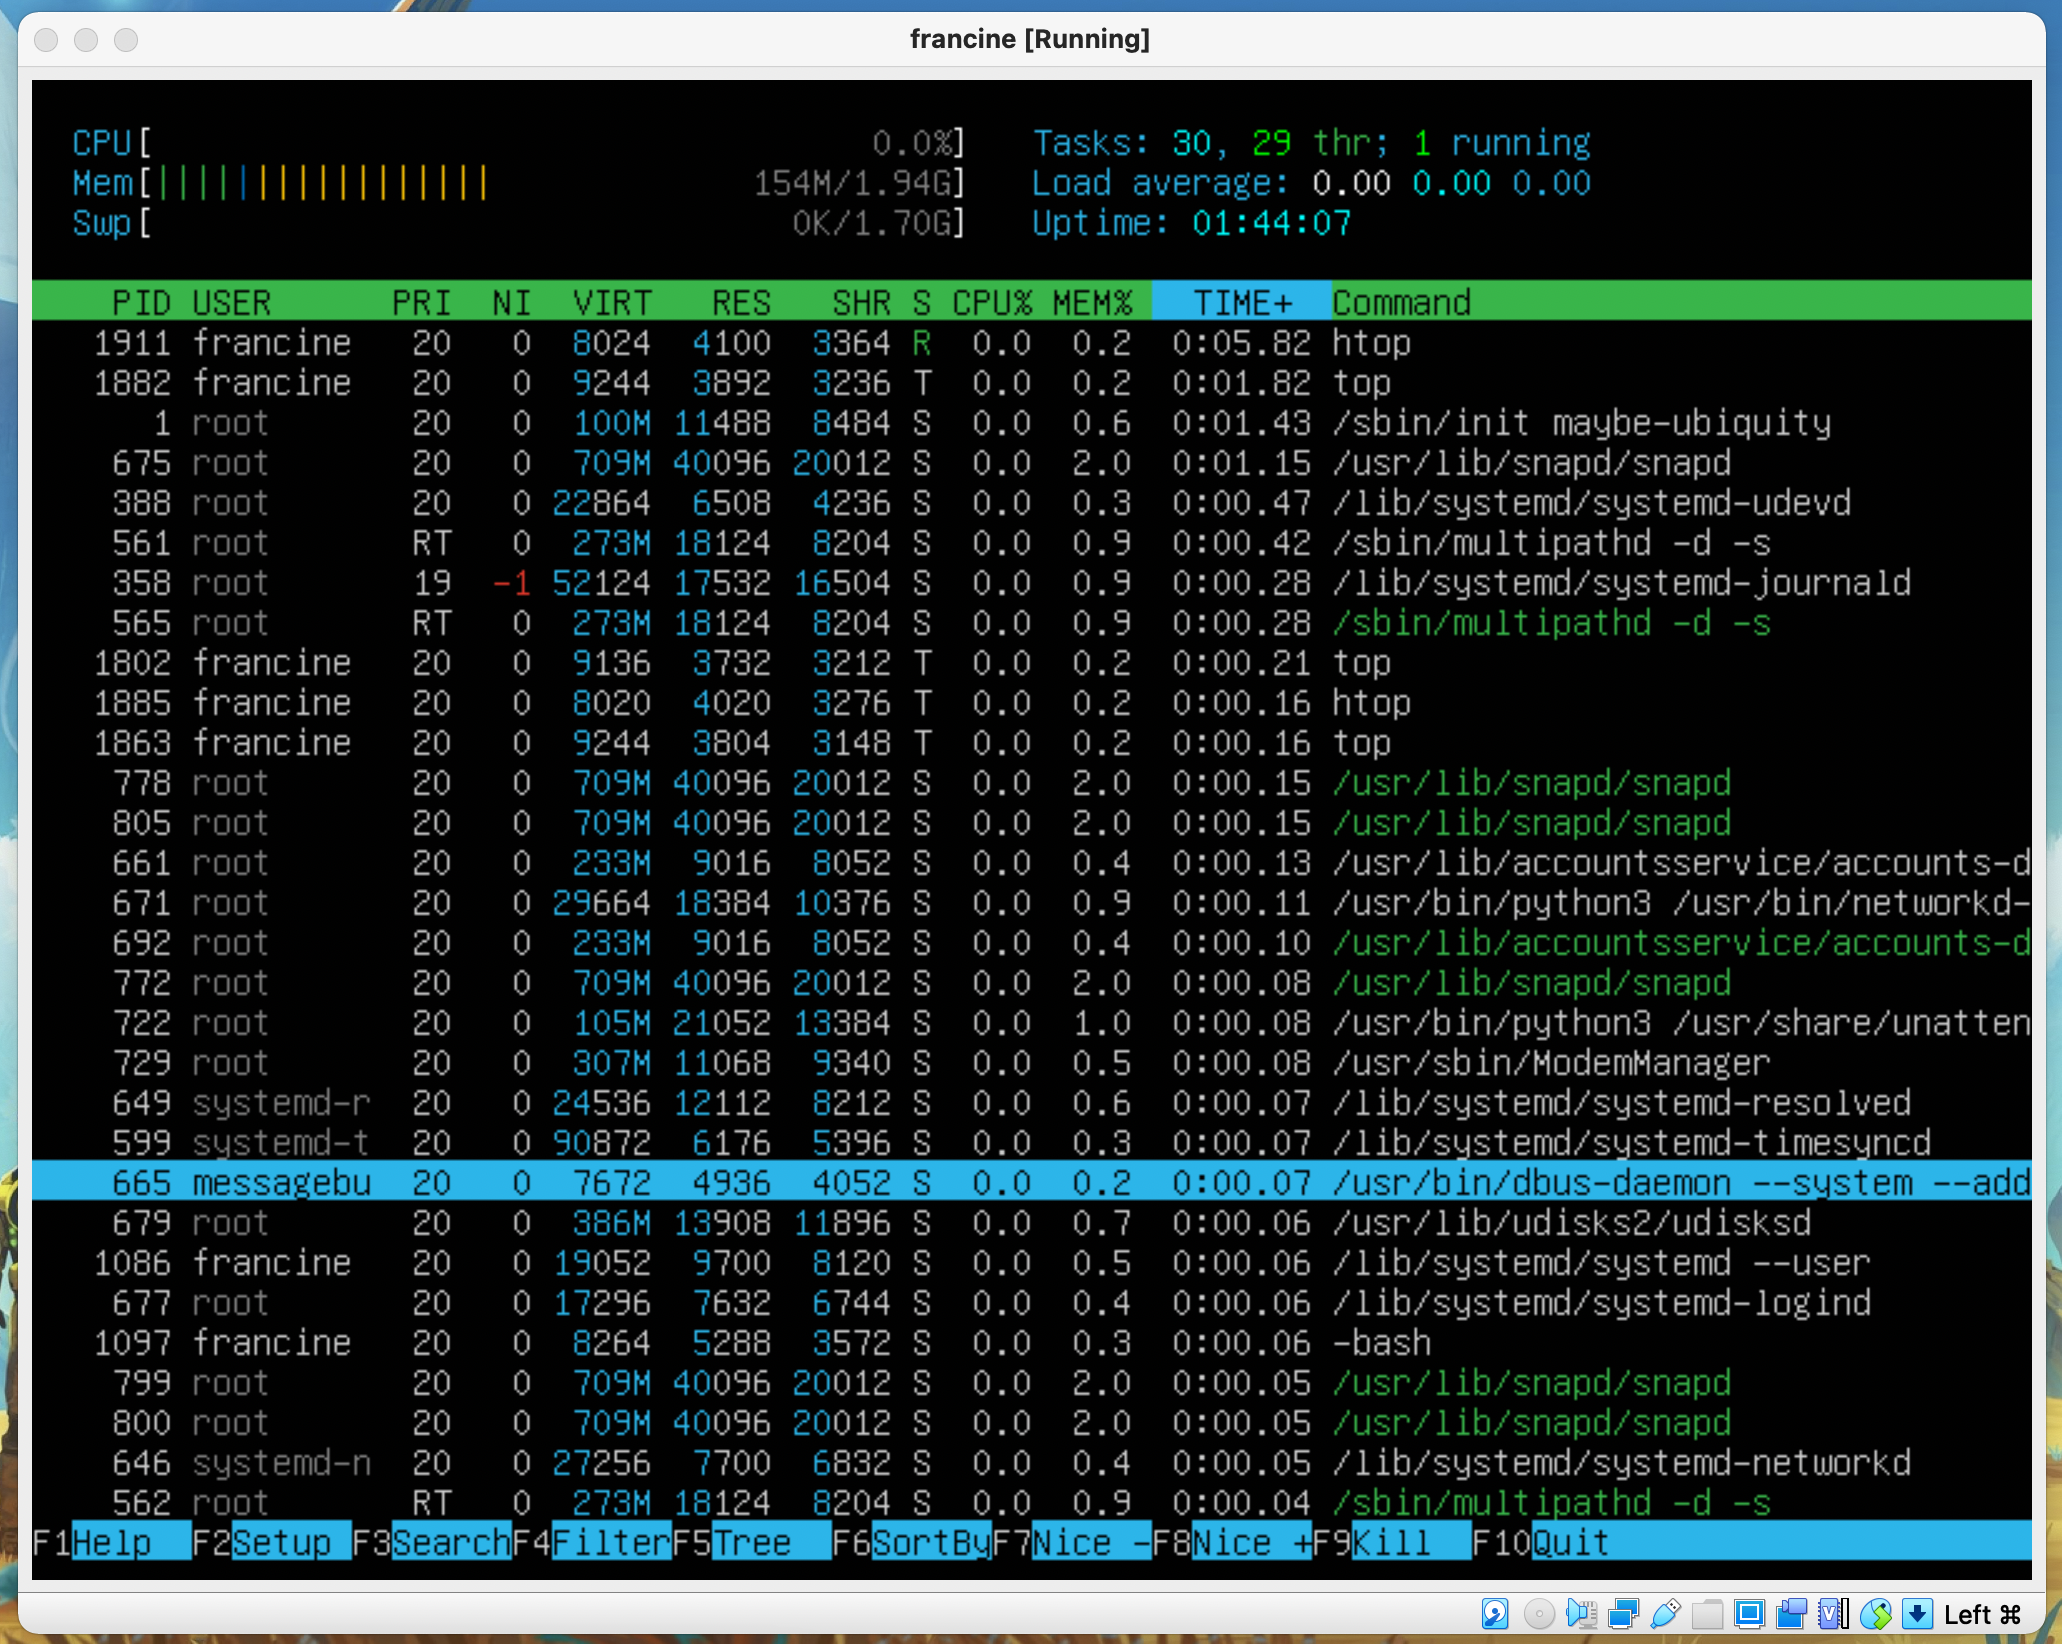 francine [Running]
CPU[ 0.0%] Tasks: 30, 29 thr; 1 running
Mem[||||||||||||||||| 154M/1.94G] Load average: 0.00 0.00 0.00
Swp[ 0K/1.70G] Uptime: 01:44:07
PID USER PRI NI VIRT RES SHR S CPU% MEM% TIME+ Command
1911 francine 20 0 8024 4100 3364 R 0.0 0.2 0:05.82 htop
1882 francine 20 0 9244 3892 3236 T 0.0 0.2 0:01.82 top
1 root 20 0 100M 11488 8484 S 0.0 0.6 0:01.43 /sbin/init maybe-ubiquity
675 root 20 0 709M 40096 20012 S 0.0 2.0 0:01.15 /usr/lib/snapd/snapd
388 root 20 0 22864 6508 4236 S 0.0 0.3 0:00.47 /lib/systemd/systemd-udevd
561 root RT 0 273M 18124 8204 S 0.0 0.9 0:00.42 /sbin/multipathd -d -s
358 root 19 -1 52124 17532 16504 S 0.0 0.9 0:00.28 /lib/systemd/systemd-journald
565 root RT 0 273M 18124 8204 S 0.0 0.9 0:00.28 /sbin/multipathd -d -s
1802 francine 20 0 9136 3732 3212 T 0.0 0.2 0:00.21 top
1885 francine 20 0 8020 4020 3276 T 0.0 0.2 0:00.16 htop
1863 francine 20 0 9244 3804 3148 T 0.0 0.2 0:00.16 top
778 root 20 0 709M 40096 20012 S 0.0 2.0 0:00.15 /usr/lib/snapd/snapd
805 root 20 0 709M 40096 20012 S 0.0 2.0 0:00.15 /usr/lib/snapd/snapd
661 root 20 0 233M 9016 8052 S 0.0 0.4 0:00.13 /usr/lib/accountsservice/accounts-d
671 root 20 0 29664 18384 10376 S 0.0 0.9 0:00.11 /usr/bin/python3 /usr/bin/networkd-
692 root 20 0 233M 9016 8052 S 0.0 0.4 0:00.10 /usr/lib/accountsservice/accounts-d
772 root 20 0 709M 40096 20012 S 0.0 2.0 0:00.08 /usr/lib/snapd/snapd
722 root 20 0 105M 21052 13384 S 0.0 1.0 0:00.08 /usr/bin/python3 /usr/share/unatten
729 root 20 0 307M 11068 9340 S 0.0 0.5 0:00.08 /usr/sbin/ModemManager
649 systemd-r 20 0 24536 12112 8212 S 0.0 0.6 0:00.07 /lib/systemd/systemd-resolved
599 systemd-t 20 0 90872 6176 5396 S 0.0 0.3 0:00.07 /lib/systemd/systemd-timesyncd
665 messagebu 20 0 7672 4936 4052 S 0.0 0.2 0:00.07 /usr/bin/dbus-daemon --system --add
679 root 20 0 386M 13908 11896 S 0.0 0.7 0:00.06 /usr/lib/udisks2/udisksd
1086 francine 20 0 19052 9700 8120 S 0.0 0.5 0:00.06 /lib/systemd/systemd --user
677 root 20 0 17296 7632 6744 S 0.0 0.4 0:00.06 /lib/systemd/systemd-logind
1097 francine 20 0 8264 5288 3572 S 0.0 0.3 0:00.06 -bash
799 root 20 0 709M 40096 20012 S 0.0 2.0 0:00.05 /usr/lib/snapd/snapd
800 root 20 0 709M 40096 20012 S 0.0 2.0 0:00.05 /usr/lib/snapd/snapd
646 systemd-n 20 0 27256 7700 6832 S 0.0 0.4 0:00.05 /lib/systemd/systemd-networkd
562 root RT 0 273M 18124 8204 S 0.0 0.9 0:00.04 /sbin/multipathd -d -s
F1Help F2Setup F3SearchF4FilterF5Tree F6SortByF7Nice -F8Nice +F9Kill F10Quit
Left ⌘